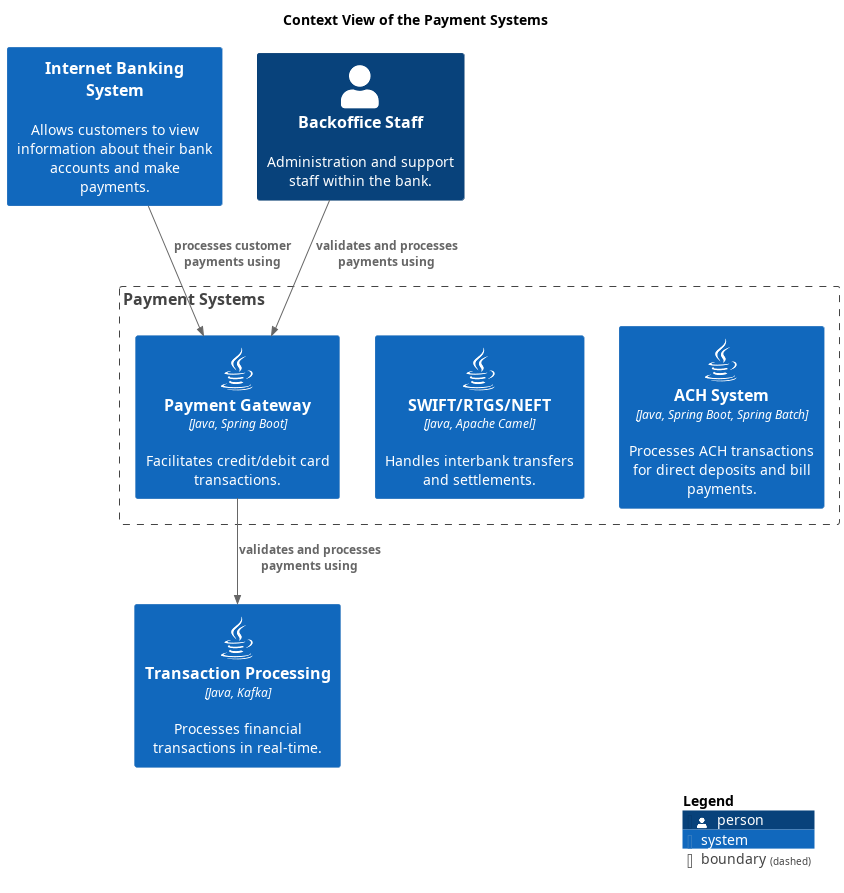 Context View of the Payment Systems
Internet Banking
System
Allows customers to view
information about their bank
accounts and make
payments.
Backoffice Staff
Administration and support
staff within the bank.
processes customer
payments using
validates and processes
payments using
Payment Systems
Payment Gateway
[Java, Spring Boot]
Facilitates credit/debit card
transactions.
SWIFT/RTGS/NEFT
[Java, Apache Camel]
Handles interbank transfers
and settlements.
ACH System
[Java, Spring Boot, Spring Batch]
Processes ACH transactions
for direct deposits and bill
payments.
validates and processes
payments using
Transaction Processing
[Java, Kafka]
Processes financial
transactions in real-time.
Legend
person
system
boundary (dashed)